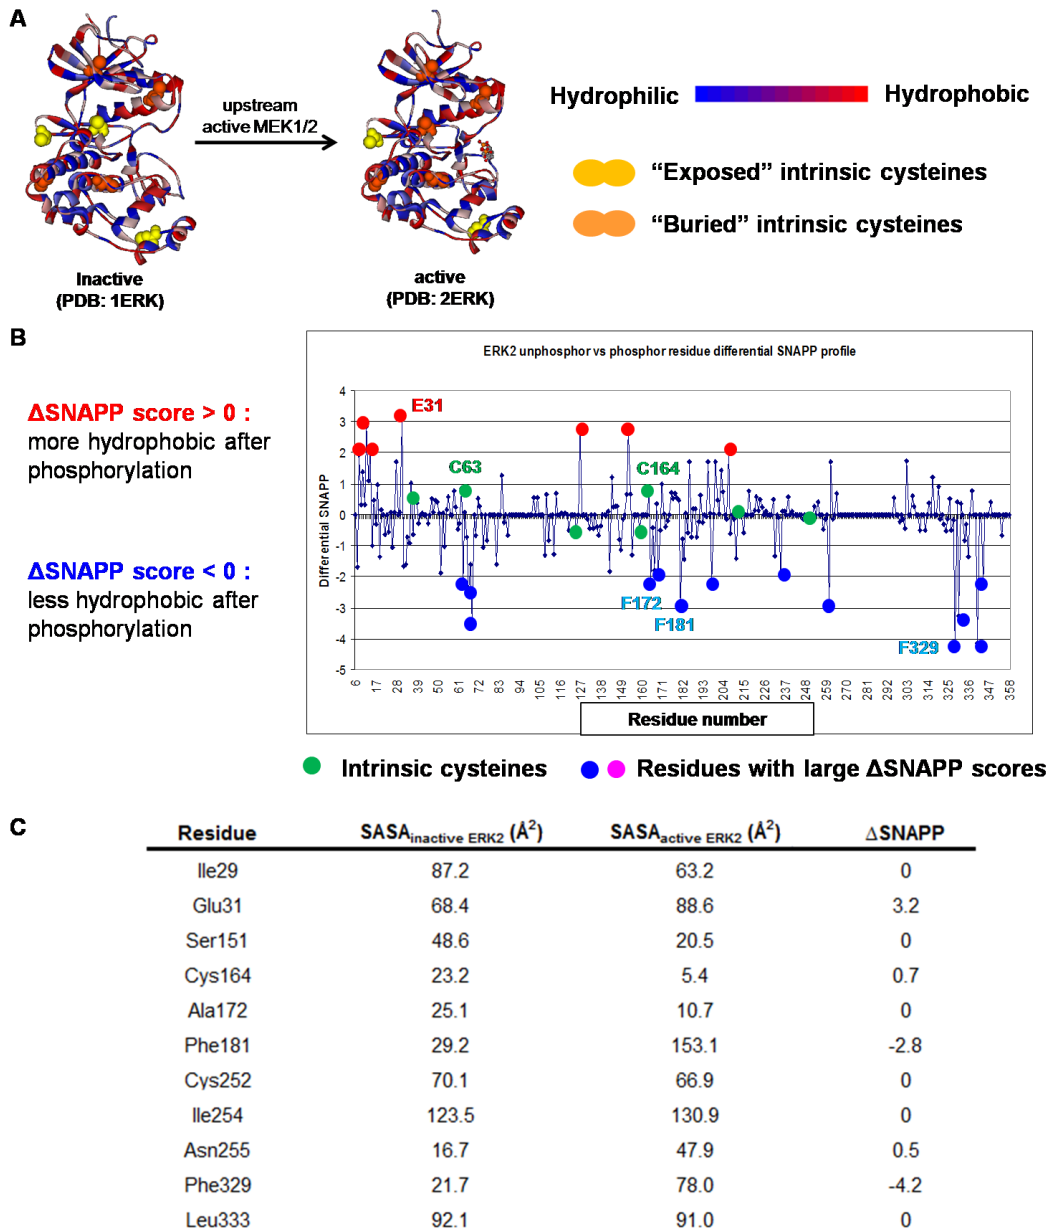 A
upstream
active MEK1/2
Inactive
(PDB: 1ERK)
active
(PDB: 2ERK)
Hydrophilic
Hydrophobic
“Exposed” intrinsic cysteines
“Buried” intrinsic cysteines
B
ΔSNAPP score > 0 :
more hydrophobic after
phosphorylation
ΔSNAPP score < 0 :
less hydrophobic after
phosphorylation
ERK2 unphosphor vs phosphor residue differential SNAPP profile
Differential SNAPP
4
3
2
1
0
-1
-2
-3
-4
-5
E31
C63
C164
F172
F181
F329
6 17 28 39 50 61 72 83 94 105 116 127 138 149 160 171 182 193 204 215 226 237 248 259 270 281 292 303 314 325 336 347 358
Residue number
Intrinsic cysteines
Residues with large ΔSNAPP scores
C
Residue SASAinactive ERK2 (Å2) SASAactive ERK2 (Å2) ΔSNAPP
Ile29 87.2 63.2 0
Glu31 68.4 88.6 3.2
Ser151 48.6 20.5 0
Cys164 23.2 5.4 0.7
Ala172 25.1 10.7 0
Phe181 29.2 153.1 -2.8
Cys252 70.1 66.9 0
Ile254 123.5 130.9 0
Asn255 16.7 47.9 0.5
Phe329 21.7 78.0 -4.2
Leu333 92.1 91.0 0